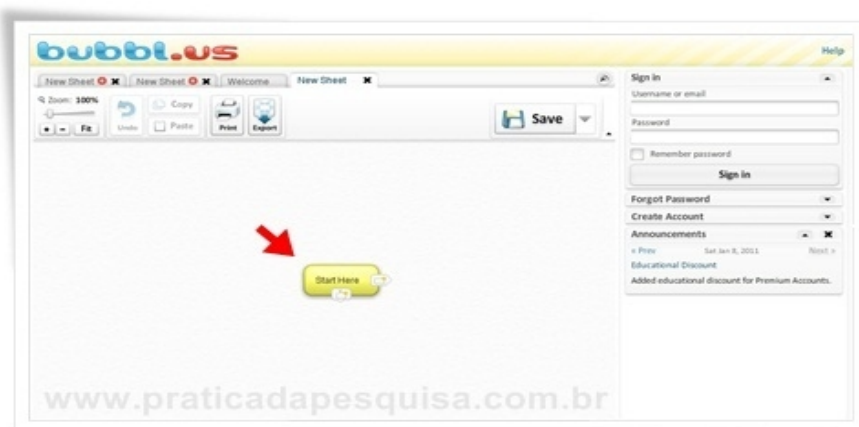 bubbl.us
Help
New Sheet
New Sheet
Welcome
New Sheet
Zoom: 100%
Fit
Undo
Copy
Paste
Print
Export
Save
Sign in
Username or email
Password
Remember password
Sign in
Forgot Password
Create Account
Announcements
« Prev Sat Jan 8, 2011 Next »
Educational Discount
Added educational discount for Premium Accounts.
Start Here
www.praticadapesquisa.com.br